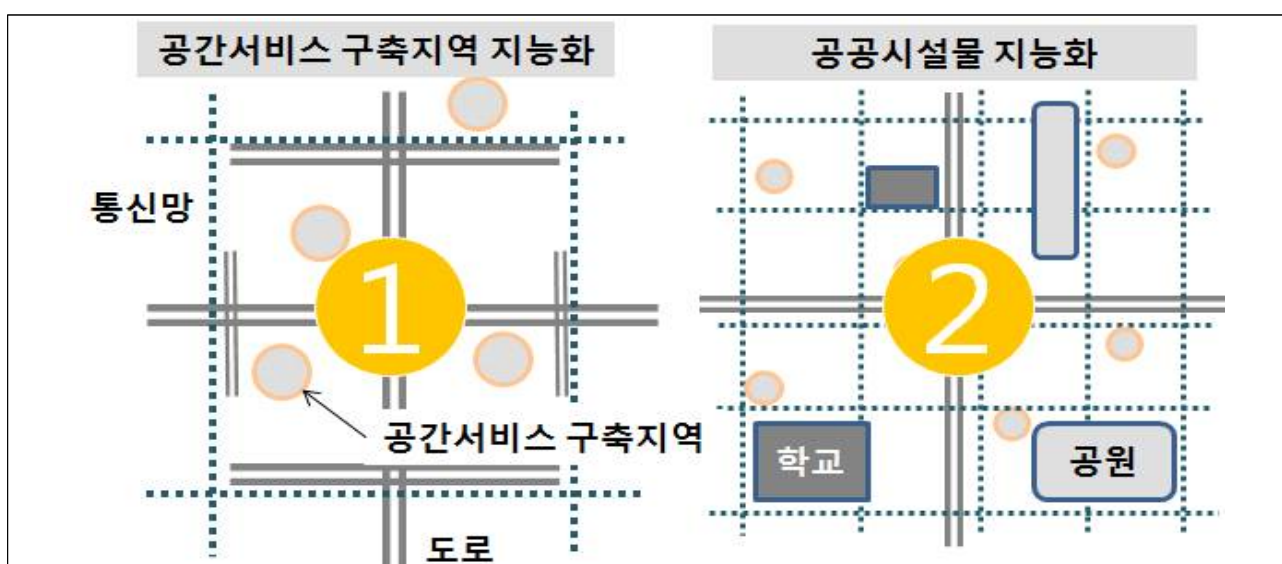 공간서비스 구축지역 지능화
통신망
1
공간서비스 구축지역
도로
공공시설물 지능화
2
학교
공원